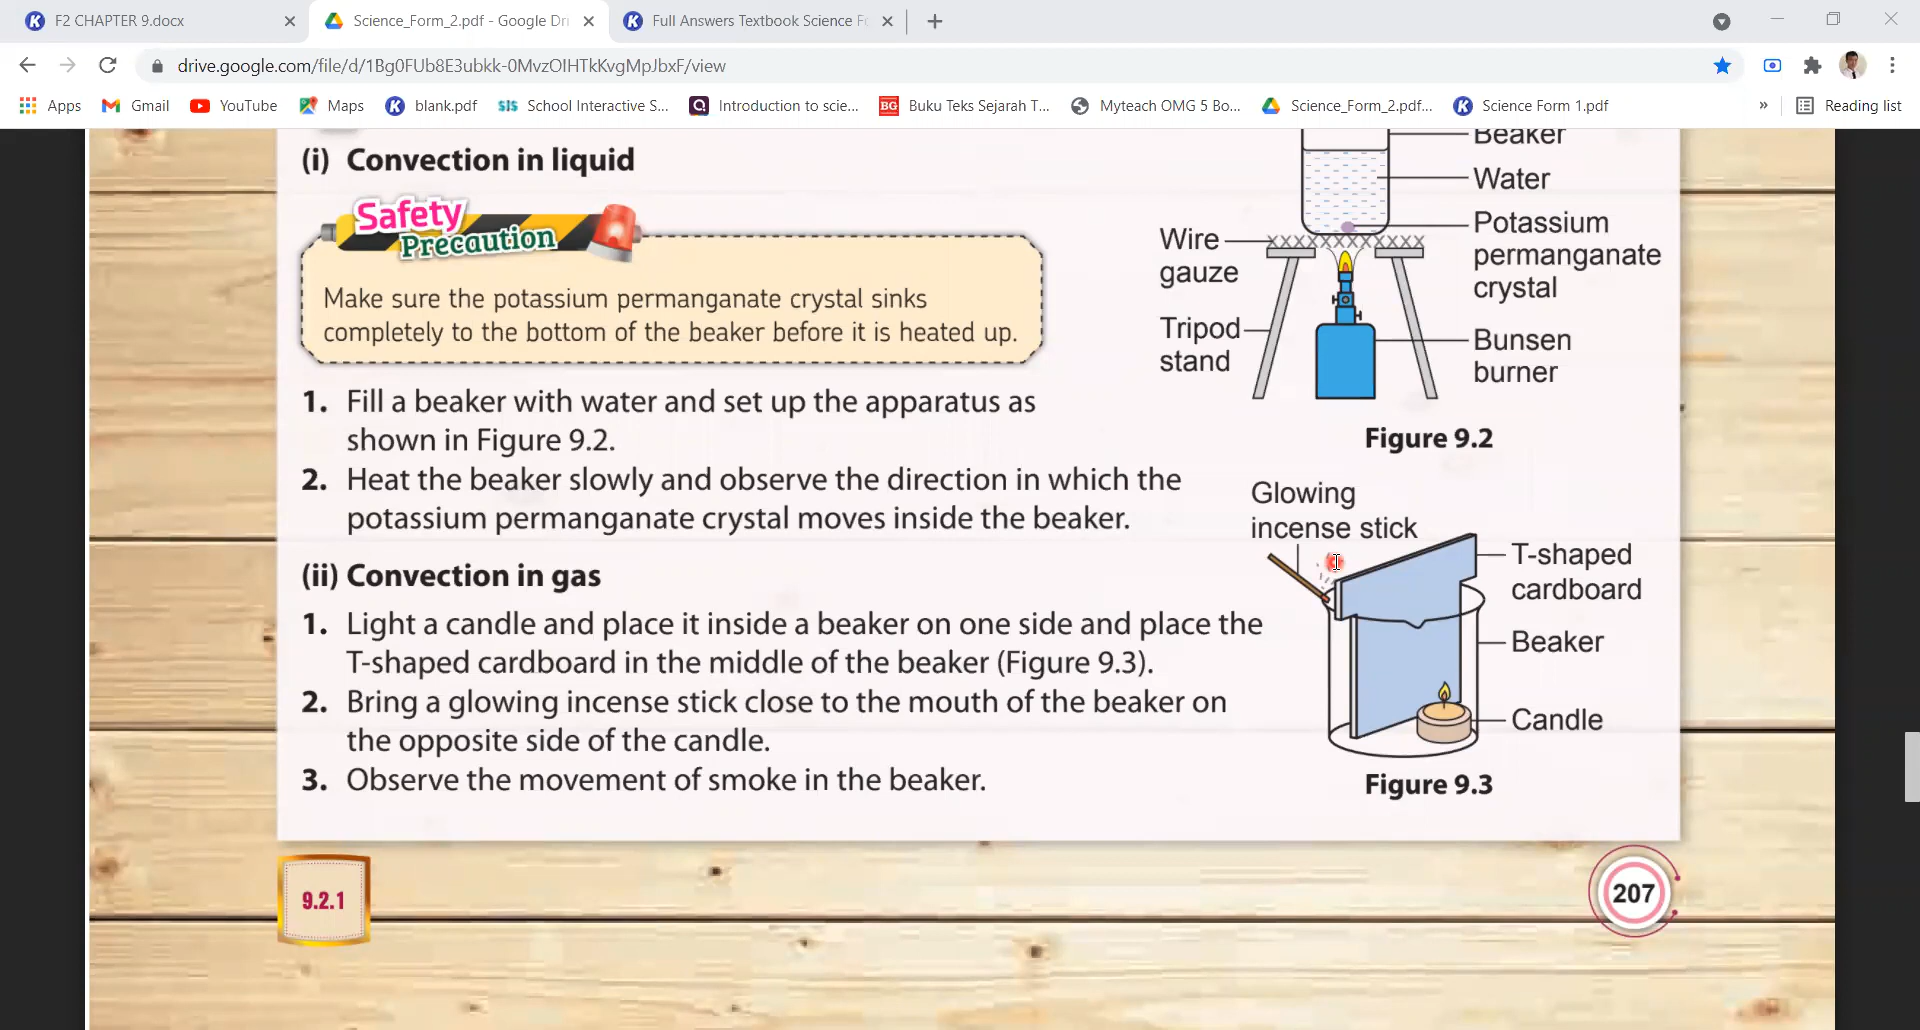 F2 CHAPTER 9.docx
Science_Form_2.pdf - Google Dri
Full Answers Textbook Science Fo
drive.google.com/file/d/1Bg0FUb8E3ubkk-0MvzOIHTkKvgMpJbxF/view
Apps
Gmail
YouTube
Maps
blank.pdf
SIS School Interactive S...
Introduction to scie...
BG Buku Teks Sejarah T...
Myteach OMG 5 Bo...
Science_Form_2.pdf...
Science Form 1.pdf
»
Reading list
(i) Convection in liquid
Safety
Precaution
Make sure the potassium permanganate crystal sinks
completely to the bottom of the beaker before it is heated up.
1. Fill a beaker with water and set up the apparatus as
shown in Figure 9.2.
2. Heat the beaker slowly and observe the direction in which the
potassium permanganate crystal moves inside the beaker.
Beaker
Water
Potassium
permanganate
crystal
Wire
gauze
Tripod
stand
Bunsen
burner
Figure 9.2
(ii) Convection in gas
1. Light a candle and place it inside a beaker on one side and place the
T-shaped cardboard in the middle of the beaker (Figure 9.3).
2. Bring a glowing incense stick close to the mouth of the beaker on
the opposite side of the candle.
3. Observe the movement of smoke in the beaker.
Glowing
incense stick
T-shaped
cardboard
Beaker
Candle
Figure 9.3
9.2.1
207